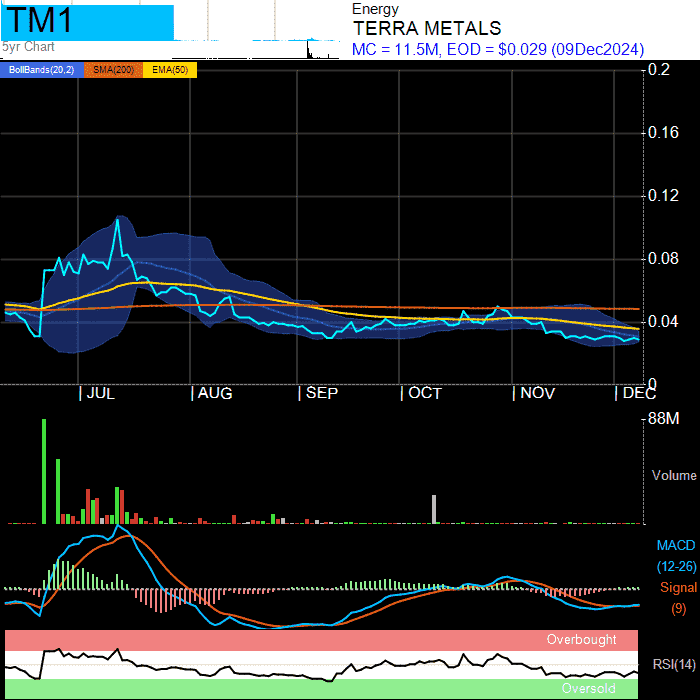 TM1
5yr Chart
Energy
TERRA METALS
MC = 11.5M, EOD = $0.029 (09Dec2024)
BollBands(20,2) SMA(200) EMA(50)
0.2
0.16
0.12
0.08
0.04
0
JUL AUG SEP OCT NOV DEC
88M
Volume
MACD
(12-26)
Signal
(9)
Overbought
RSI(14)
Oversold